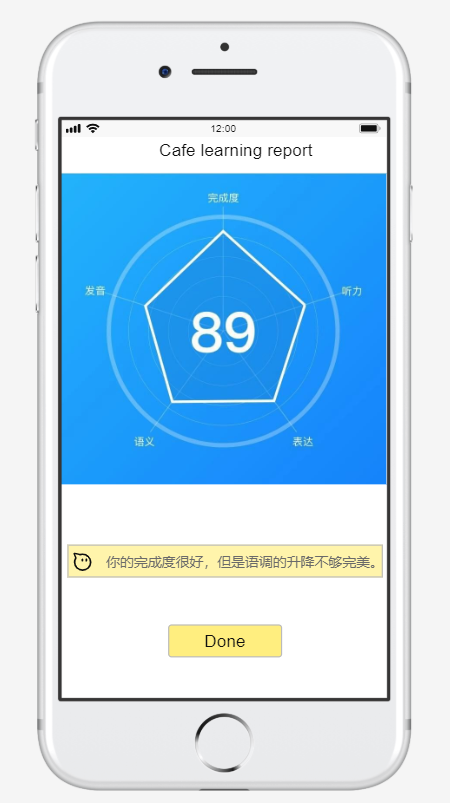 12:00
Cafe learning report
完成度
发音
听力
89
语义
表达
你的完成度很好，但是语调的升降不够完美。
Done